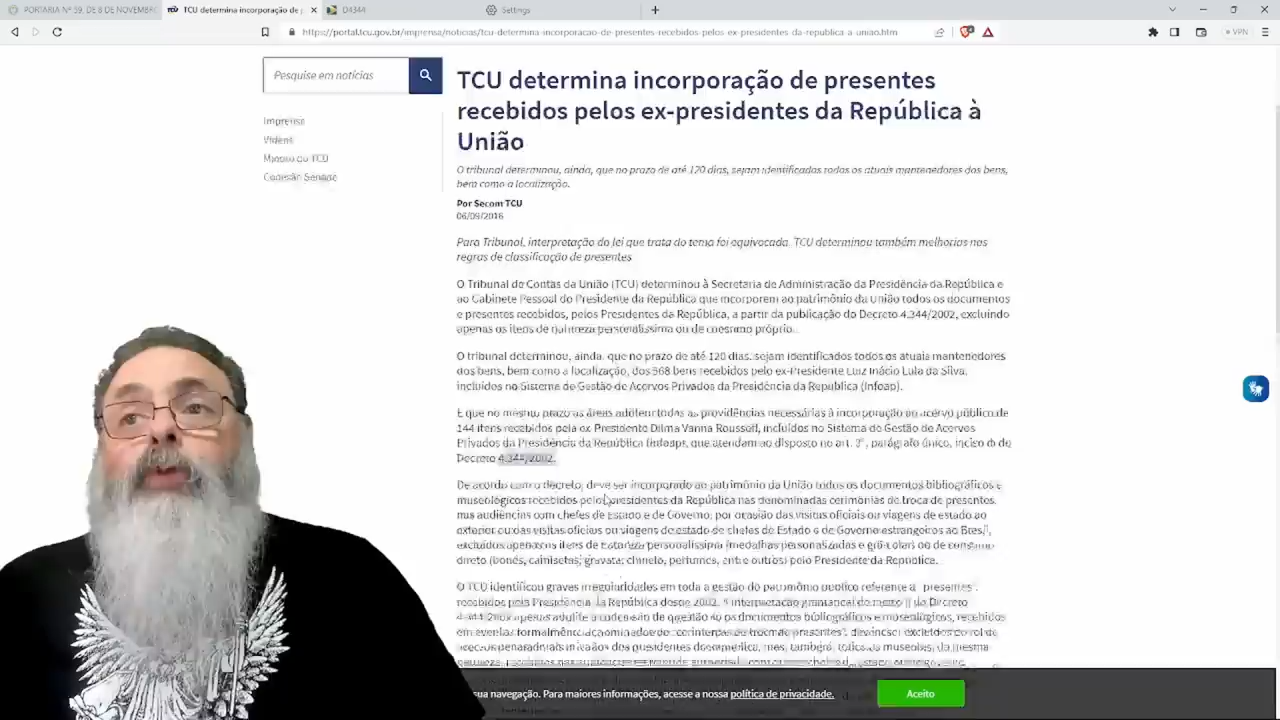 PORTARIA Nº 59, DE 8 DE NOVEMBRO
TCU determina incorporação de p
D4344
Settings
https://portal.tcu.gov.br/imprensa/noticias/tcu-determina-incorporacao-de-presentes-recebidos-pelos-ex-presidentes-da-republica-a-uniao.htm
VPN
Pesquise em notícias
Imprensa
Vídeos
TCU determina incorporação de presentes
recebidos pelos ex-presidentes da República à
União
O tribunal determinou, ainda, que no prazo de até 120 dias, sejam identificados todos os atuais mantenedores dos bens,
bem como a localização.
Por Secom TCU
06/09/2016
Para Tribunal, interpretação da lei que trata do tema foi equivocada. TCU determinou também melhorias nas
regras de classificação de presentes
O Tribunal de Contas da União (TCU) determinou à Secretaria de Administração da Presidência da República e
ao Gabinete Pessoal do Presidente da República que incorporem ao patrimônio da União todos os documentos
e presentes recebidos, pelos Presidentes da República, a partir da publicação do Decreto 4.344/2002, excluindo
apenas os itens de natureza personalíssima ou de consumo próprio.
O tribunal determinou, ainda, que no prazo de até 120 dias, sejam identificados todos os atuais mantenedores
dos bens, bem como a localização, dos 568 bens recebidos pelo ex-Presidente Luiz Inácio Lula da Silva,
incluídos no Sistema de Gestão de Acervos Privados da Presidência da República (Infoap).
E que no mesmo prazo as áreas adotem todas as providências necessárias à incorporação ao acervo público de
144 itens recebidos pela ex Presidente Dilma Vanna Rousseff, incluídos no Sistema de Gestão de Acervos
Privados da Presidência da República (Infoap), que atendam ao disposto no art. 3º, parágrafo único, inciso do
Decreto 4.344/2002.
De acordo com o decreto, deve ser incorporado ao patrimônio da União todos os documentos bibliográficos e
museológicos recebidos pelos presidentes da República nas denominadas cerimônias de troca de presentes,
nas audiências com chefes de Estado e de Governo, por ocasião das visitas oficiais ou viagens de estado ao
exterior ou das visitas oficiais ou viagens de estado de chefes de Estado e de Governo estrangeiros ao Brasil,
excluídos apenas os itens de natureza personalíssima (medalhas personalizadas e grã-colar) ou de consumo
direto (bonés, camisetas, gravata, chinelo, perfumes, entre outros) pelo Presidente da República.
O TCU identificou graves irregularidades em toda a gestão do patrimônio público referente a "presentes"
recebidos pela Presidência da República desde 2002.
sua navegação. Para maiores informações, acesse a nossa política de privacidade.
Aceito